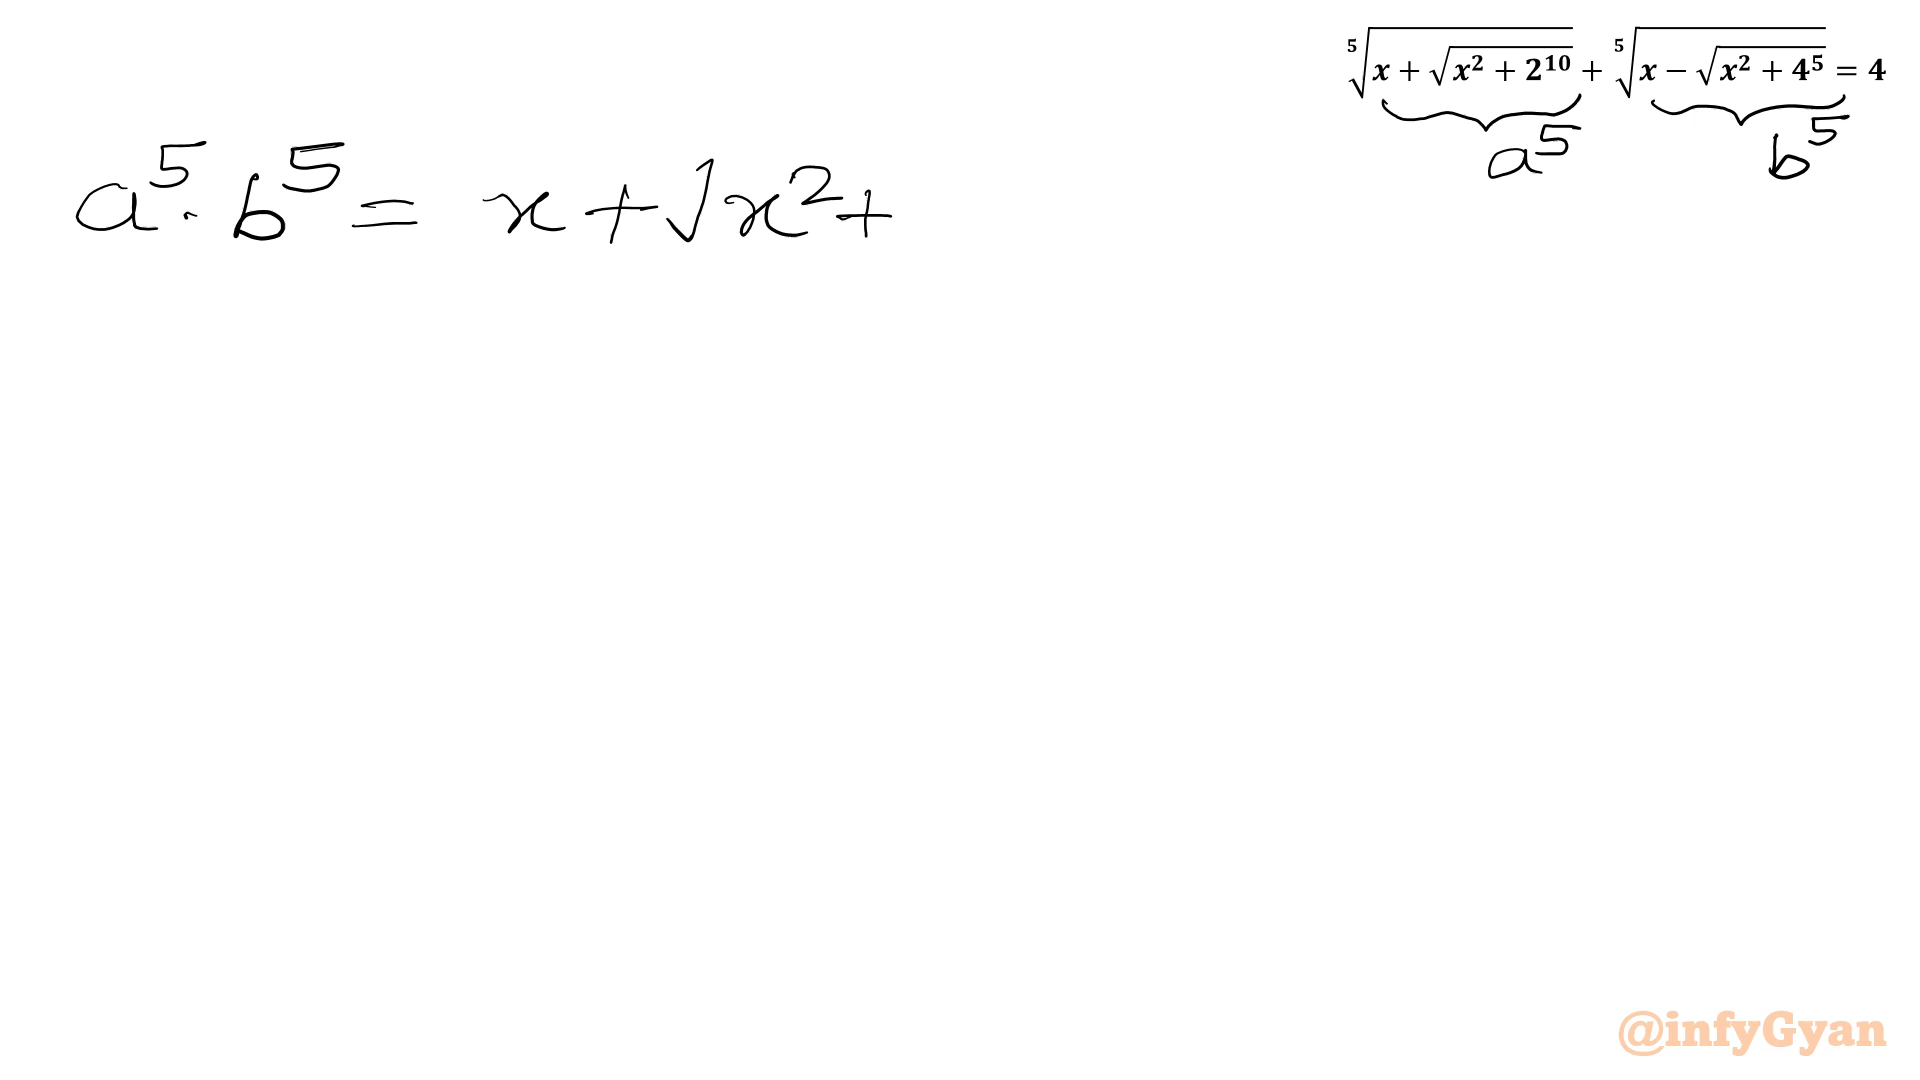 ⁵√(x + √(x² + 2¹⁰)) + ⁵√(x − √(x² + 4⁵)) = 4
a⁵ b⁵
a⁵ · b⁵ = x + √x² +
@infyGyan